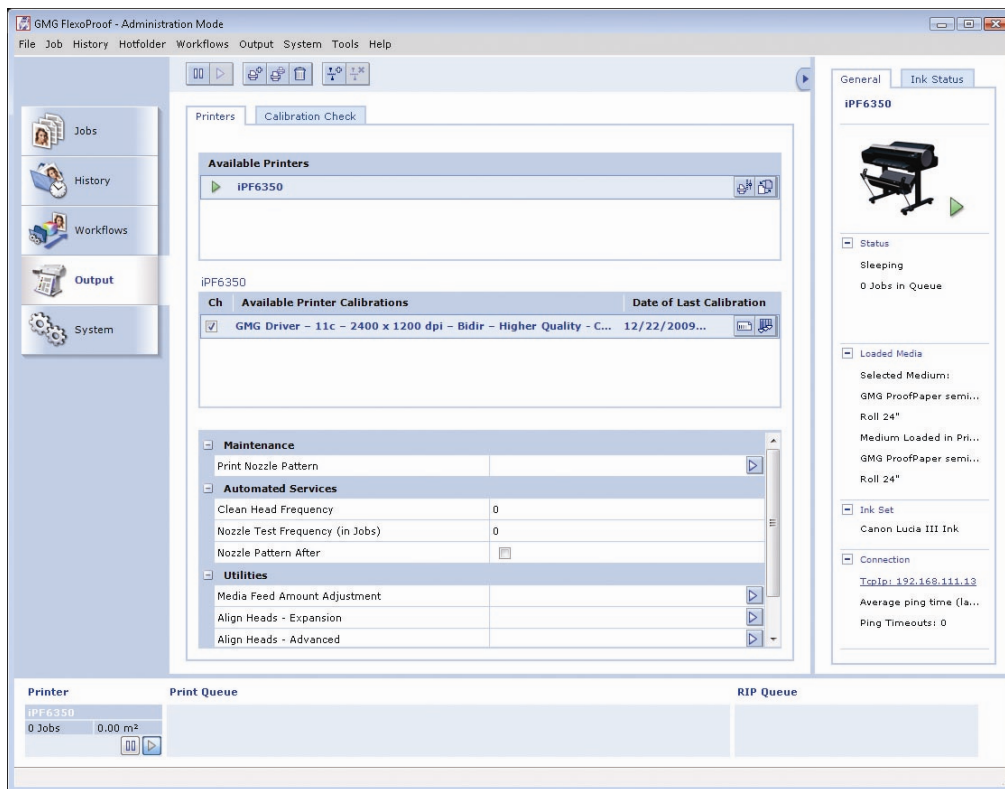 GMG FlexoProof - Administration Mode
File Job History Hotfolder Workflows Output System Tools Help
Jobs
History
Workflows
Output
System
Printers Calibration Check
Available Printers
iPF6350
iPF6350
Ch Available Printer Calibrations Date of Last Calibration
GMG Driver – 11c – 2400 x 1200 dpi – Bidir – Higher Quality - C... 12/22/2009...
Maintenance
Print Nozzle Pattern
Automated Services
Clean Head Frequency 0
Nozzle Test Frequency (in Jobs) 0
Nozzle Pattern After
Utilities
Media Feed Amount Adjustment
Align Heads - Expansion
Align Heads - Advanced
General Ink Status
iPF6350
Status
Sleeping
0 Jobs in Queue
Loaded Media
Selected Medium:
GMG ProofPaper semi...
Roll 24"
Medium Loaded in Pri...
GMG ProofPaper semi...
Roll 24"
Ink Set
Canon Lucia III Ink
Connection
TcpIp: 192.168.111.13
Average ping time (la...
Ping Timeouts: 0
Printer Print Queue RIP Queue
iPF6350
0 Jobs 0.00 m²